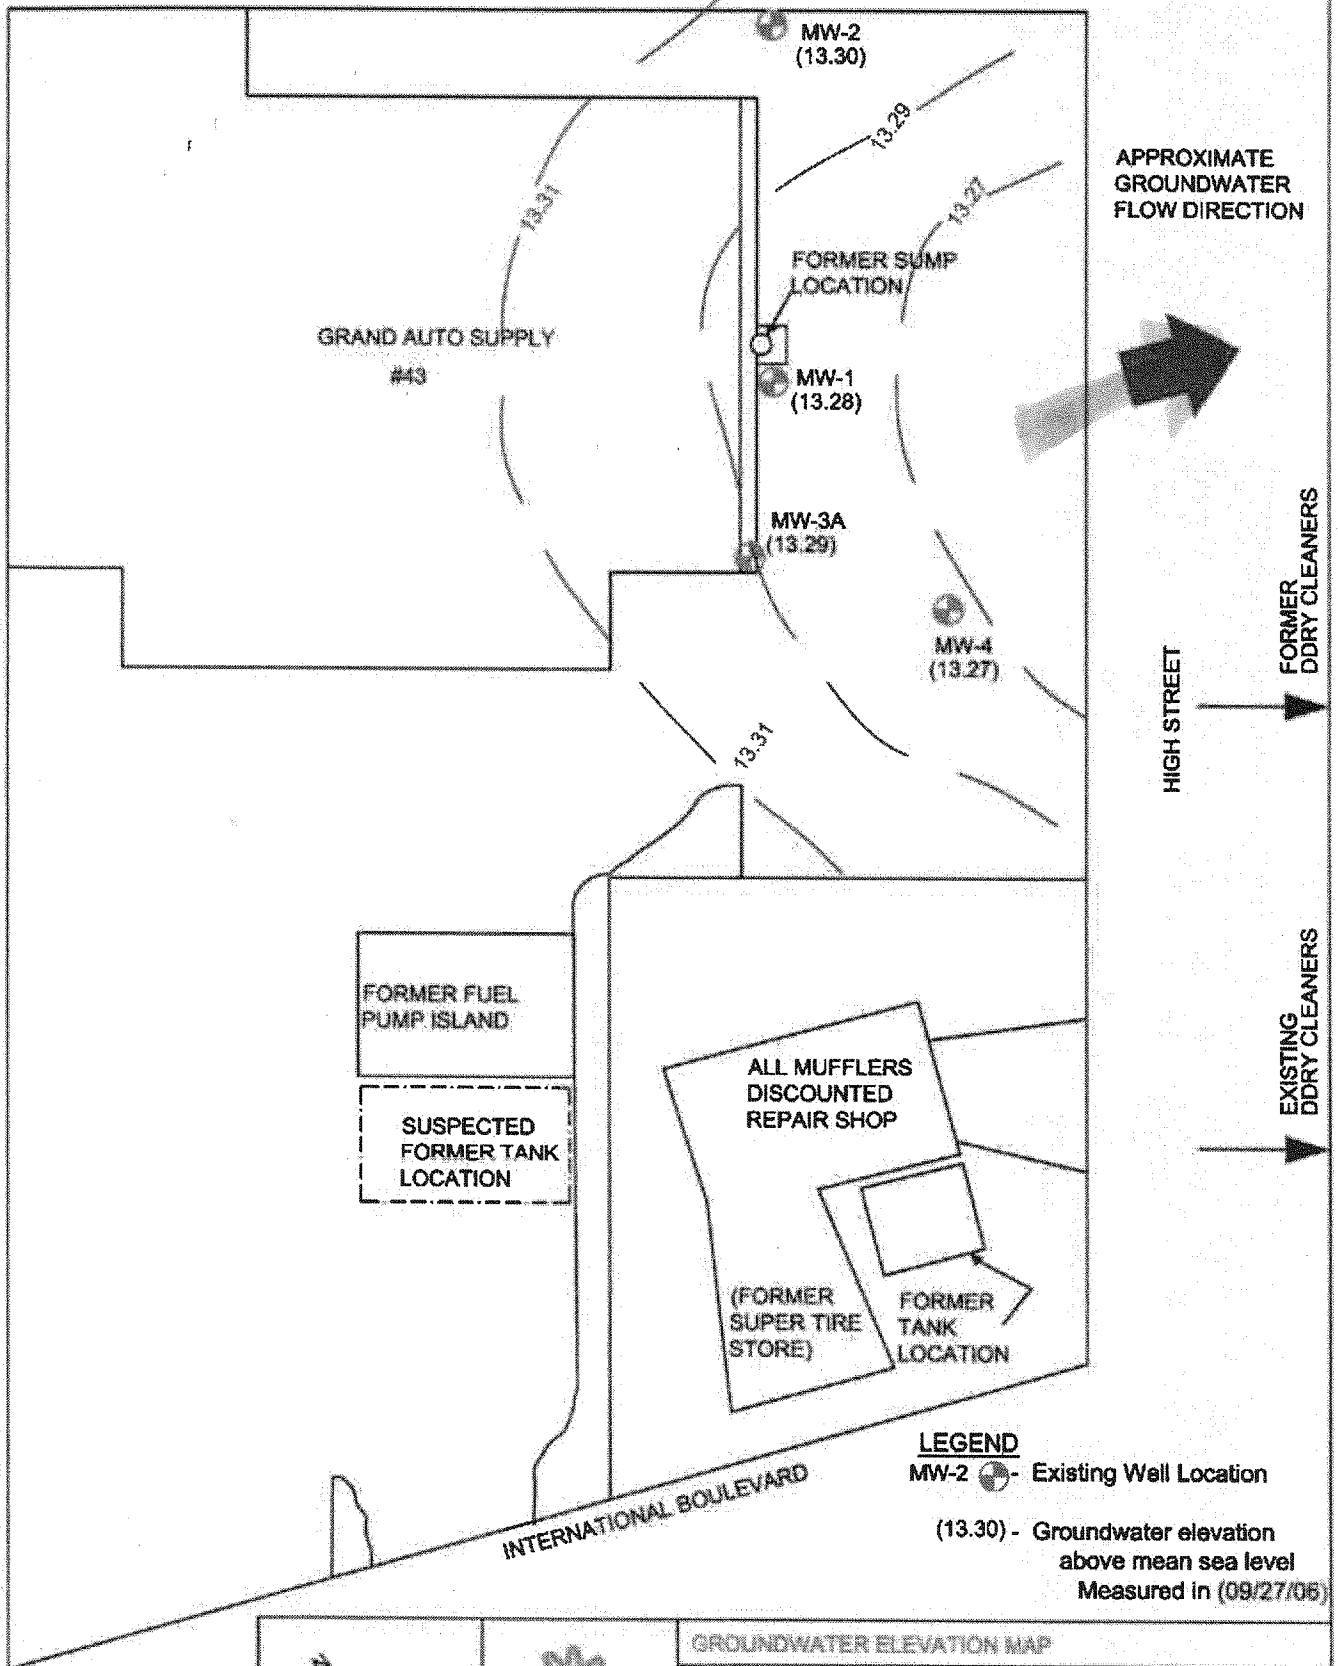 MW-2
(13.30)
13.29
APPROXIMATE
GROUNDWATER
FLOW DIRECTION
13.31
13.27
FORMER SUMP
LOCATION
GRAND AUTO SUPPLY
#43
MW-1
(13.28)
MW-3A
(13.29)
MW-4
(13.27)
HIGH STREET
FORMER
DDRY CLEANERS
13.31
FORMER FUEL
PUMP ISLAND
SUSPECTED
FORMER TANK
LOCATION
ALL MUFFLERS
DISCOUNTED
REPAIR SHOP
EXISTING
DDRY CLEANERS
(FORMER
SUPER TIRE
STORE)
FORMER
TANK
LOCATION
INTERNATIONAL BOULEVARD
LEGEND
MW-2 - Existing Well Location
(13.30) - Groundwater elevation
above mean sea level
Measured in (09/27/06)
GROUNDWATER ELEVATION MAP